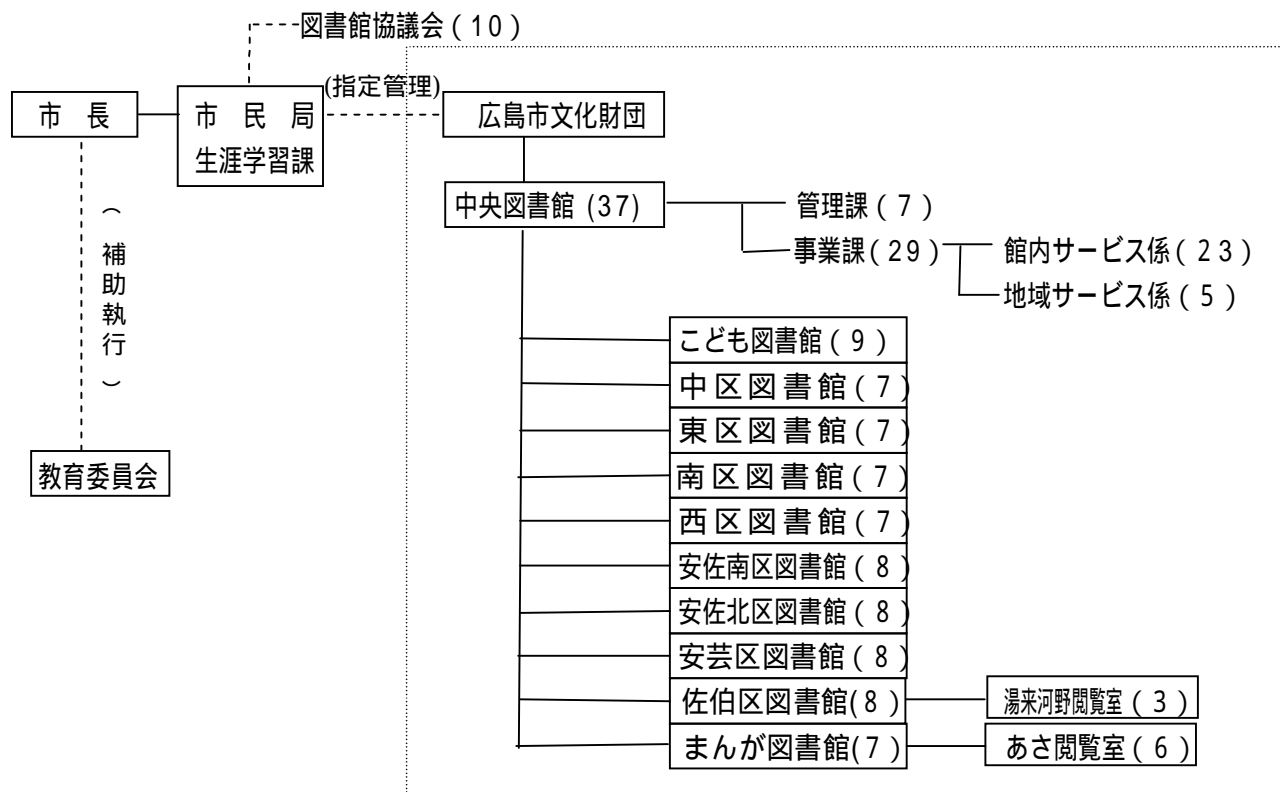 図書館協議会(10)
(指定管理)
市 長
市 民 局
生涯学習課
広島市文化財団
中央図書館 (37)
管理課(7)
事業課(29)
館内サービス係(23)
地域サービス係(5)
(補助執行)
教育委員会
こども図書館(9)
中区図書館(7)
東区図書館(7)
南区図書館(7)
西区図書館(7)
安佐南区図書館(8)
安佐北区図書館(8)
安芸区図書館(8)
佐伯区図書館(8)
湯来河野閲覧室(3)
まんが図書館(7)
あさ閲覧室(6)